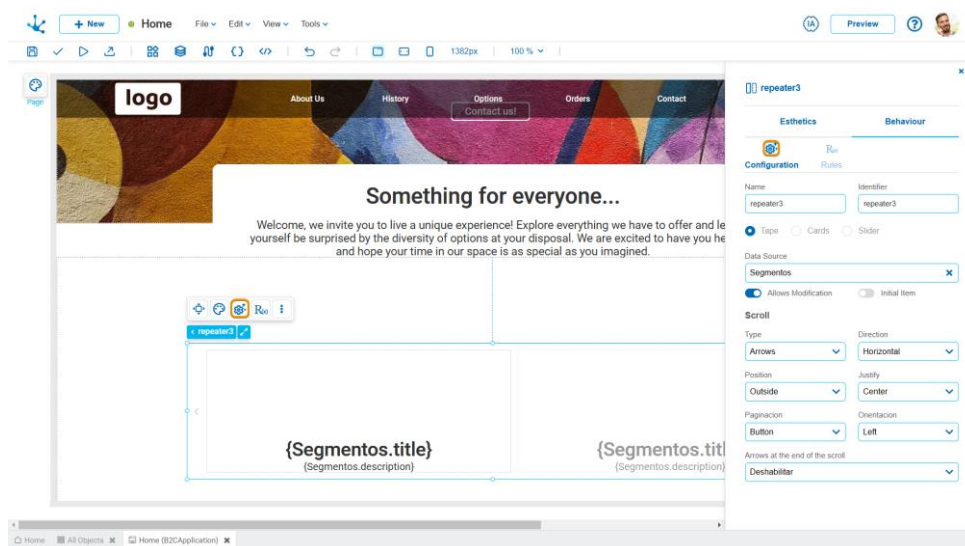 + New
Home
File
Edit
View
Tools
IA
Preview
?
1382px
100 %
Page
logo
About Us
History
Options
Orders
Contact
Contact us!
Something for everyone...
Welcome, we invite you to live a unique experience! Explore everything we have to offer and le
yourself be surprised by the diversity of options at your disposal. We are excited to have you he
and hope your time in our space is as special as you imagined.
R(x)
repeater3
{Segmentos.title}
{Segmentos.description}
{Segmentos.titl
{Segmentos.description}
repeater3
Esthetics
Behaviour
R(x)
Configuration
Rules
Name
Identifier
repeater3
repeater3
Tape
Cards
Slider
Data Source
Segmentos
Allows Modification
Initial Item
Scroll
Type
Direction
Arrows
Horizontal
Position
Justify
Outside
Center
Paginacion
Orientacion
Button
Left
Arrows at the end of the scroll
Deshabilitar
Home
All Objects
Home (B2CApplication)